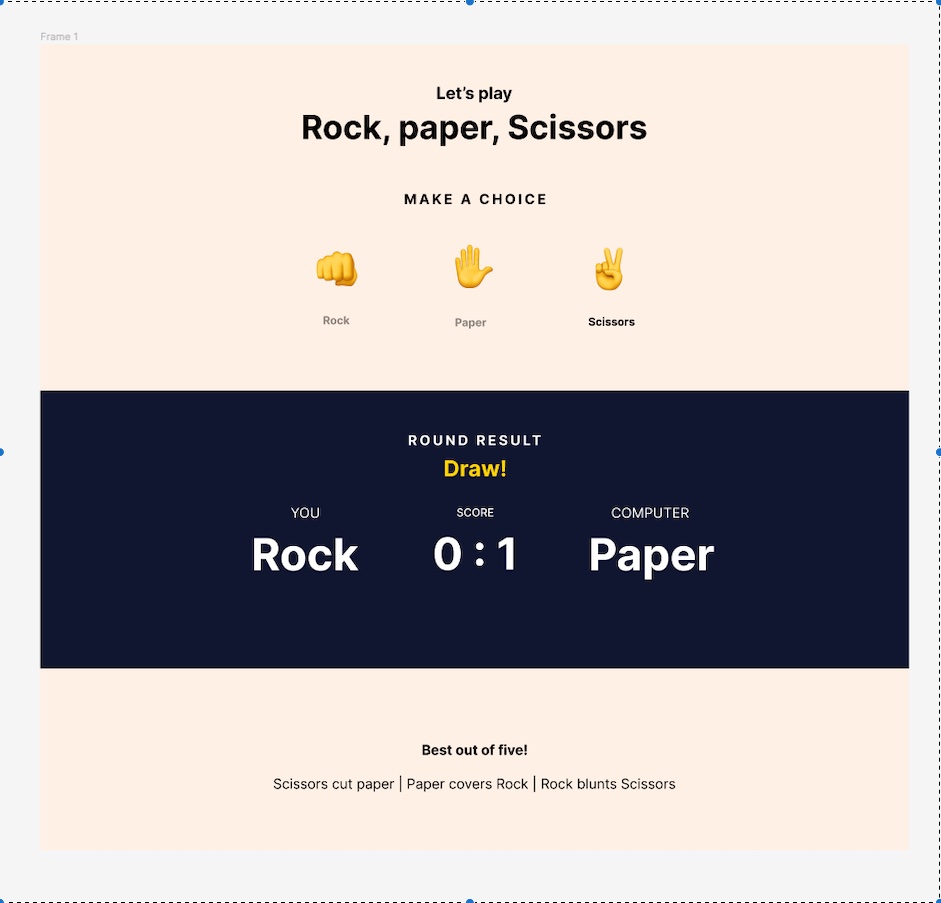 Frame 1
Let’s play
Rock, paper, Scissors
MAKE A CHOICE
Rock Paper Scissors
ROUND RESULT
Draw!
YOU SCORE COMPUTER
Rock 0 : 1 Paper
Best out of five!
Scissors cut paper | Paper covers Rock | Rock blunts Scissors